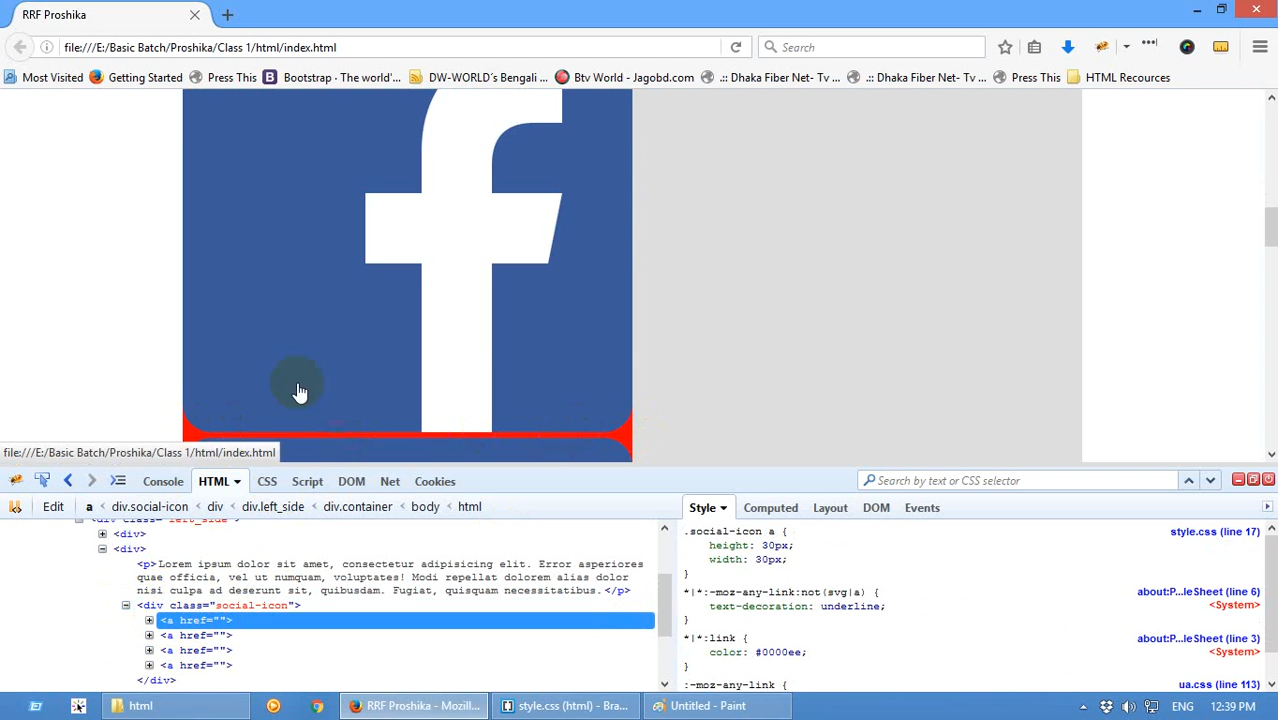 RRF Proshika
file:///E:/Basic Batch/Proshika/Class 1/html/index.html
Search
Most Visited Getting Started Press This Bootstrap · The world'... DW-WORLD´s Bengali ... Btv World - Jagobd.com .:: Dhaka Fiber Net- Tv ... .:: Dhaka Fiber Net- Tv ... Press This HTML Recources
file:///E:/Basic Batch/Proshika/Class 1/html/index.html
Console HTML CSS Script DOM Net Cookies
Search by text or CSS selector
Edit a < div.social-icon < div < div.left_side < div.container < body < html
Style Computed Layout DOM Events
<div class="left_side">
<div>
<div>
<p>Lorem ipsum dolor sit amet, consectetur adipisicing elit. Error asperiores
quae officia, vel ut numquam, voluptates! Modi repellat dolorem alias dolor
nisi culpa ad debitis sit, quibusdam. Fugiat, quisquam necessitatibus.</p>
<div class="social-icon">
<a href="">
<a href="">
<a href="">
<a href="">
</div>
.social-icon a { style.css (line 17)
height: 30px;
width: 30px;
}
*|*:-moz-any-link:not(svg|a) { about:P...leSheet (line 6)
text-decoration: underline; <System>
}
*|*:link { about:P...leSheet (line 3)
color: #0000ee; <System>
}
:-moz-any-link { ua.css (line 113)
html RRF Proshika - Mozill... style.css (html) - Bra... Untitled - Paint ENG 12:39 PM